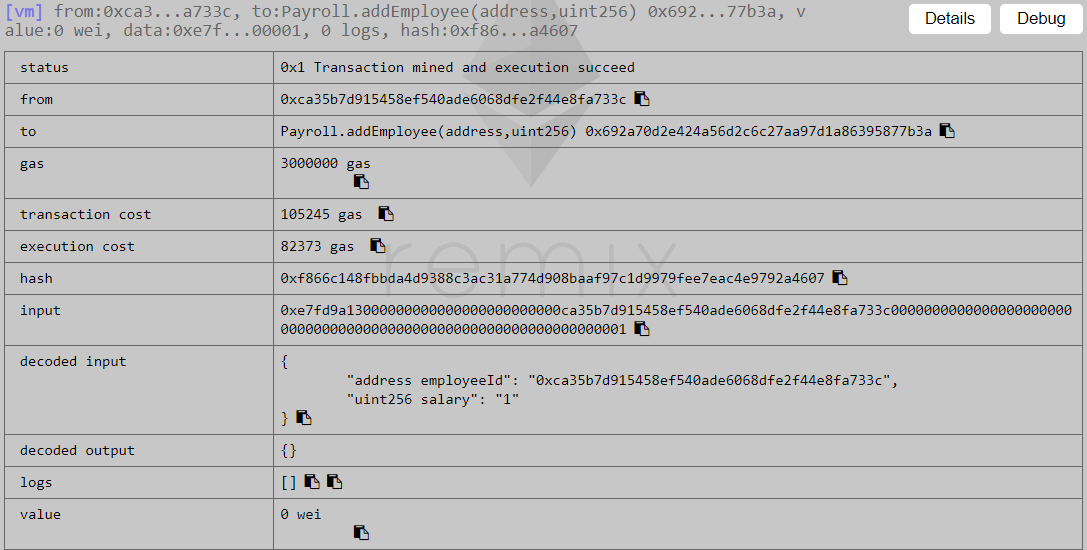 [vm] from:0xca3...a733c, to:Payroll.addEmployee(address,uint256) 0x692...77b3a, v
alue:0 wei, data:0xe7f...00001, 0 logs, hash:0xf86...a4607
Details
Debug
status 0x1 Transaction mined and execution succeed
from 0xca35b7d915458ef540ade6068dfe2f44e8fa733c
to Payroll.addEmployee(address,uint256) 0x692a70d2e424a56d2c6c27aa97d1a86395877b3a
gas 3000000 gas
transaction cost 105245 gas
execution cost 82373 gas
remix
hash 0xf866c148fbbda4d9388c3ac31a774d908baaf97c1d9979fee7eac4e9792a4607
input 0xe7fd9a13000000000000000000000000ca35b7d915458ef540ade6068dfe2f44e8fa733c0000000000000000000
000000000000000000000000000000000000000000001
decoded input {
"address employeeId": "0xca35b7d915458ef540ade6068dfe2f44e8fa733c",
"uint256 salary": "1"
}
decoded output {}
logs []
value 0 wei